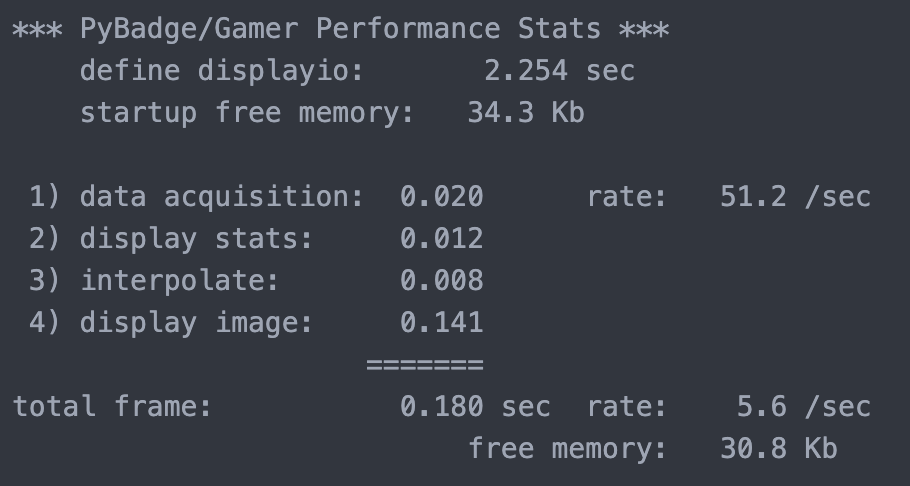 *** PyBadge/Gamer Performance Stats ***
    define displayio:       2.254 sec
    startup free memory:   34.3 Kb

 1) data acquisition:  0.020      rate:   51.2 /sec
 2) display stats:     0.012
 3) interpolate:       0.008
 4) display image:     0.141
                     =======
total frame:           0.180 sec  rate:    5.6 /sec
                           free memory:   30.8 Kb